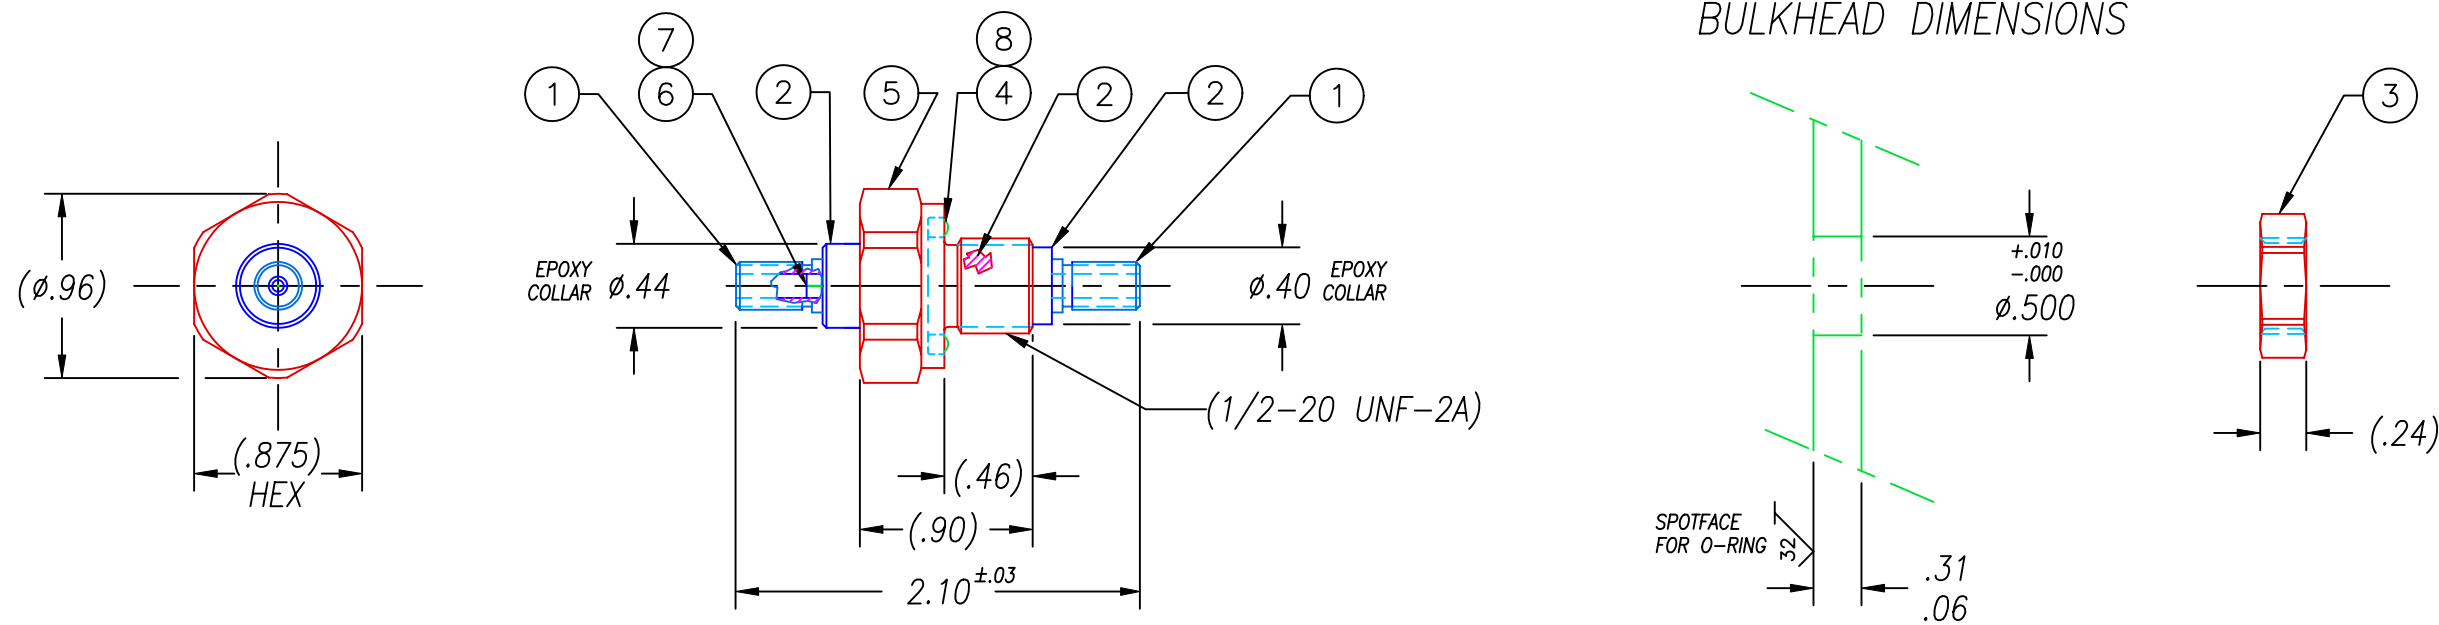 BULKHEAD DIMENSIONS
7
8
1
6
2
5
4
2
2
1
3
(ø.96)
(.875)
HEX
EPOXY
COLLAR
ø.44
ø.40
EPOXY
COLLAR
(1/2-20 UNF-2A)
(.46)
(.90)
2.10±.03
+.010
-.000
ø.500
SPOTFACE
FOR O-RING
32
.31
.06
(.24)